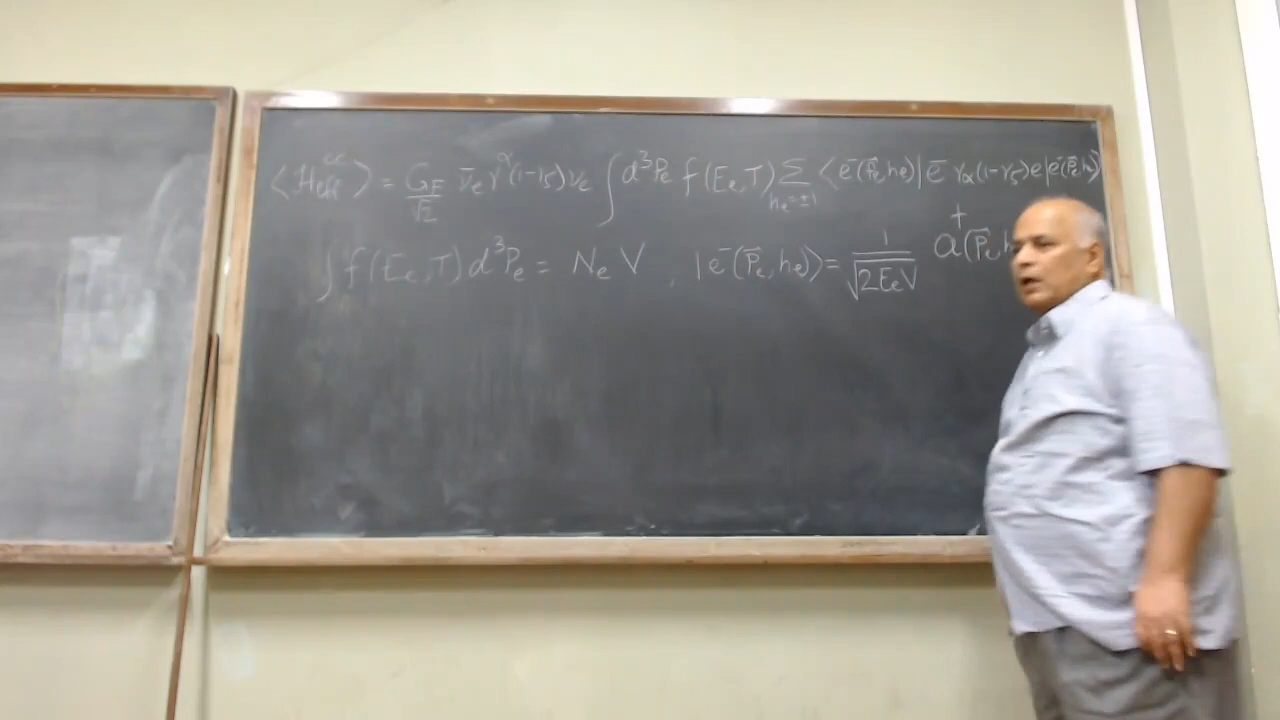 ⟨H_eff^cc⟩ = G_F/√2 ν̄_e γ^α (1-γ_5) ν_e ∫ d³P_e f(E_e,T) Σ_{h_e=±1} ⟨e⁻(P⃗_e,h_e)| ē γ_α (1-γ_5) e |e⁻(P⃗_e,h_e)⟩
∫ f(E_e,T) d³P_e = N_e V , |e⁻(P⃗_e,h_e)⟩ = 1/√(2E_eV) a†(P⃗_e,h